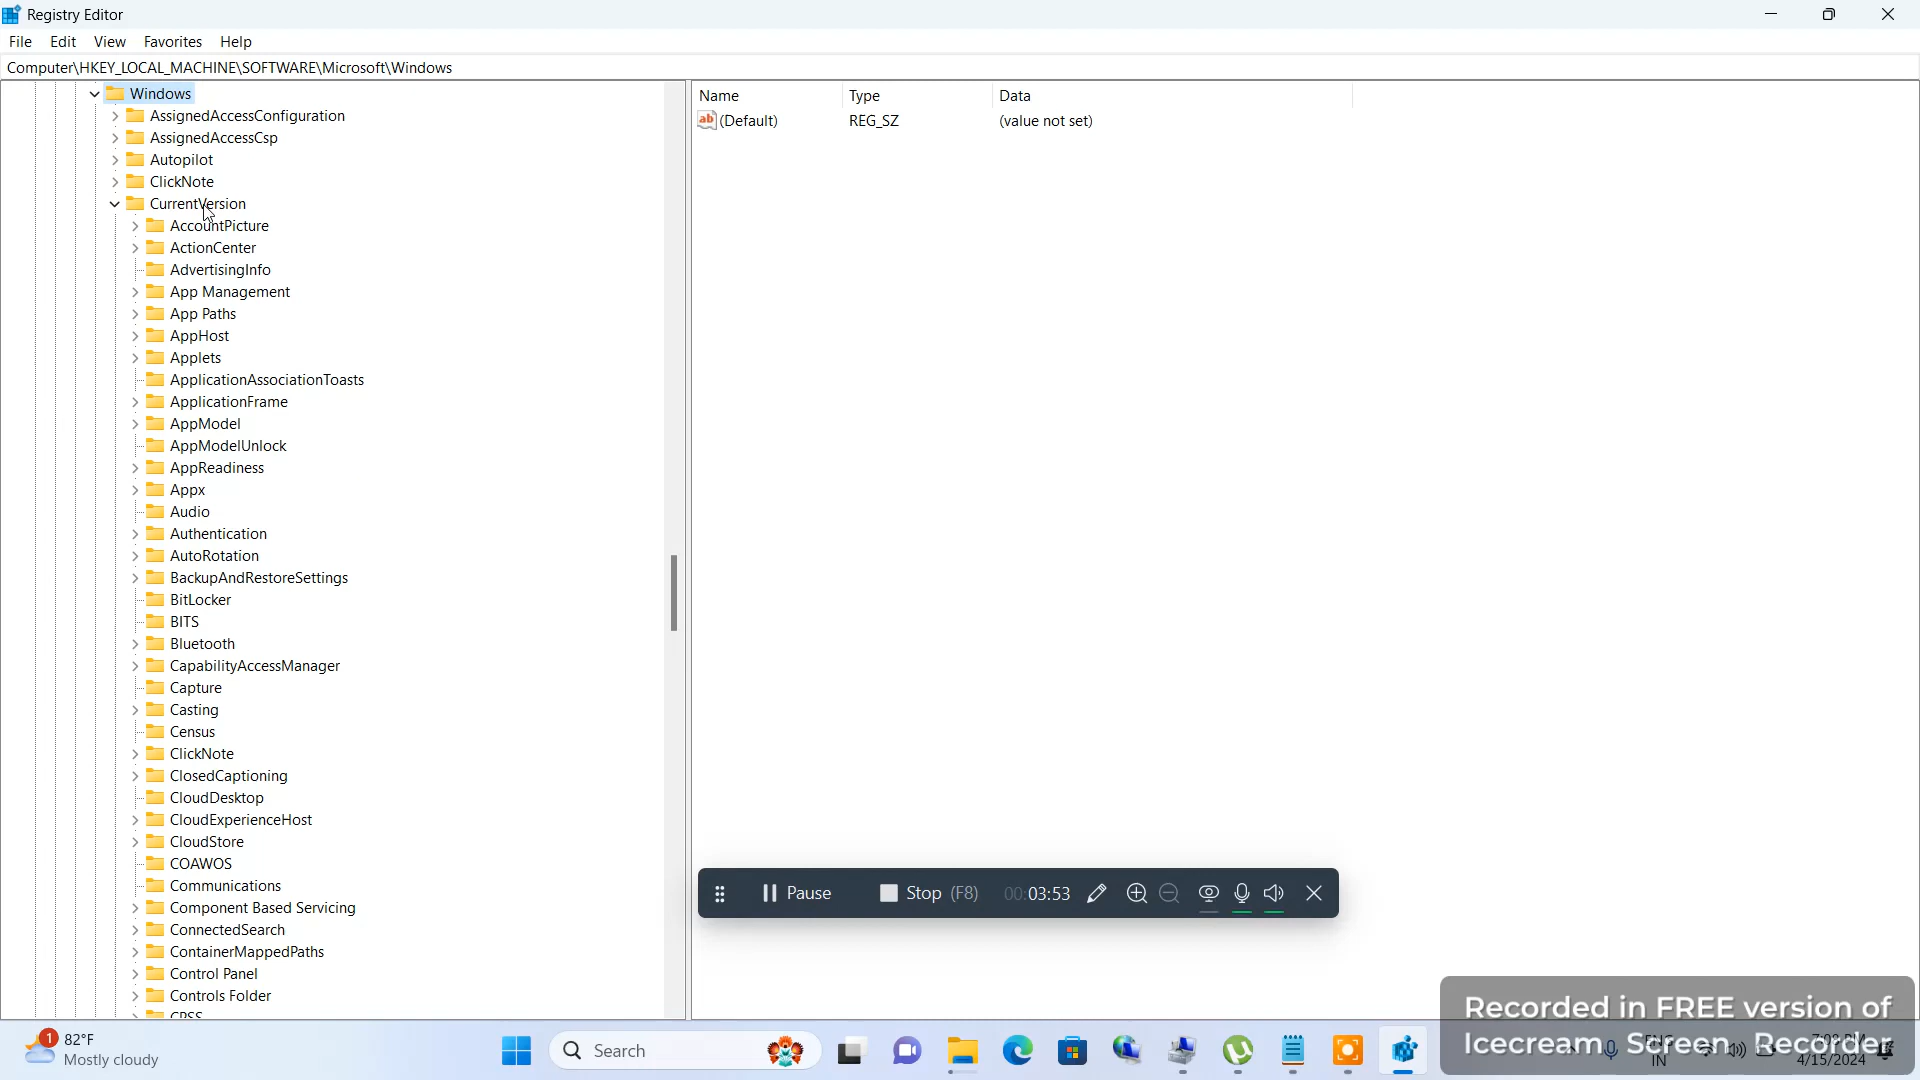 Registry Editor
File Edit View Favorites Help
Computer\HKEY_LOCAL_MACHINE\SOFTWARE\Microsoft\Windows
Windows
AssignedAccessConfiguration
AssignedAccessCsp
Autopilot
ClickNote
CurrentVersion
AccountPicture
ActionCenter
AdvertisingInfo
App Management
App Paths
AppHost
Applets
ApplicationAssociationToasts
ApplicationFrame
AppModel
AppModelUnlock
AppReadiness
Appx
Audio
Authentication
AutoRotation
BackupAndRestoreSettings
BitLocker
BITS
Bluetooth
CapabilityAccessManager
Capture
Casting
Census
ClickNote
ClosedCaptioning
CloudDesktop
CloudExperienceHost
CloudStore
COAWOS
Communications
Component Based Servicing
ConnectedSearch
ContainerMappedPaths
Control Panel
Controls Folder
Name Type Data
ab (Default) REG_SZ (value not set)
Pause Stop (F8) 00:03:53
Recorded in FREE version of
Icecream Screen Recorder
1 82°F
Mostly cloudy
Search
ENG
IN
4/15/2024